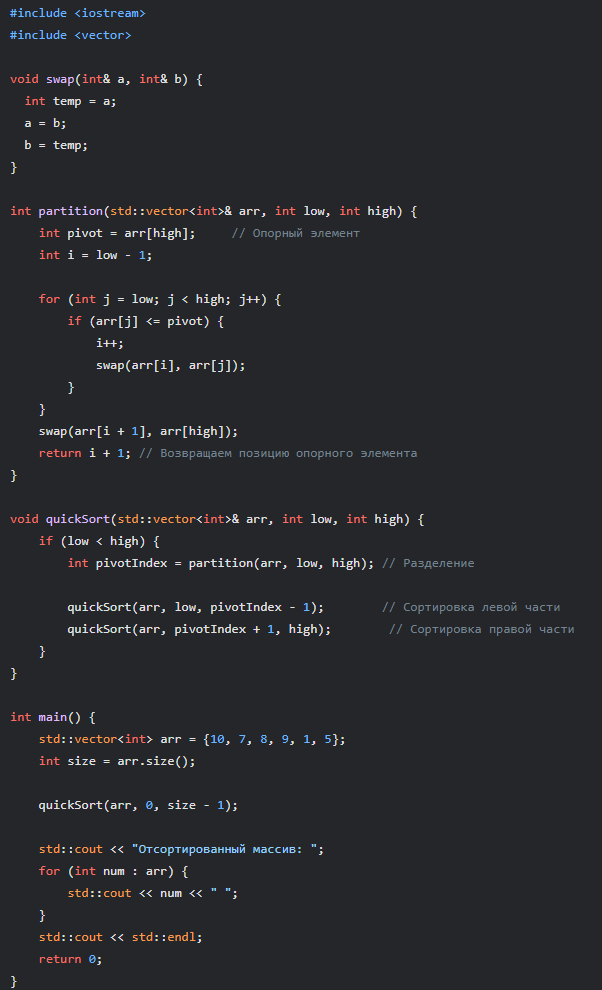 #include <iostream>
#include <vector>

void swap(int& a, int& b) {
  int temp = a;
  a = b;
  b = temp;
}

int partition(std::vector<int>& arr, int low, int high) {
    int pivot = arr[high];     // Опорный элемент
    int i = low - 1;

    for (int j = low; j < high; j++) {
        if (arr[j] <= pivot) {
            i++;
            swap(arr[i], arr[j]);
        }
    }
    swap(arr[i + 1], arr[high]);
    return i + 1; // Возвращаем позицию опорного элемента
}

void quickSort(std::vector<int>& arr, int low, int high) {
    if (low < high) {
        int pivotIndex = partition(arr, low, high); // Разделение

        quickSort(arr, low, pivotIndex - 1);        // Сортировка левой части
        quickSort(arr, pivotIndex + 1, high);        // Сортировка правой части
    }
}

int main() {
    std::vector<int> arr = {10, 7, 8, 9, 1, 5};
    int size = arr.size();

    quickSort(arr, 0, size - 1);

    std::cout << "Отсортированный массив: ";
    for (int num : arr) {
        std::cout << num << " ";
    }
    std::cout << std::endl;
    return 0;
}